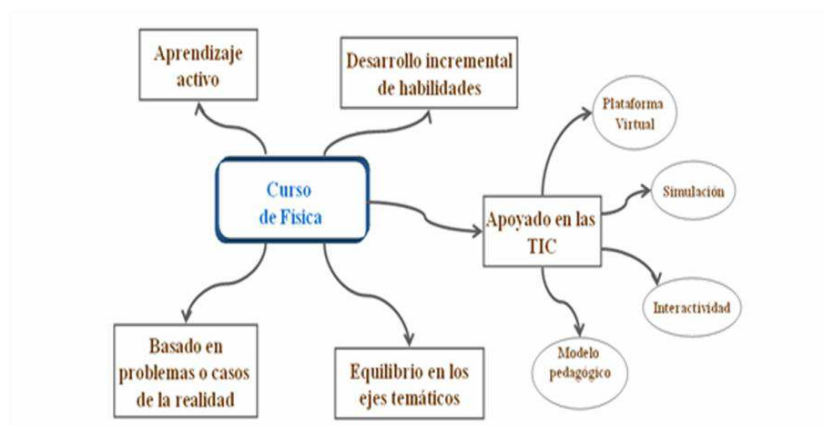 Aprendizaje
activo
Desarrollo incremental
de habilidades
Plataforma
Virtual
Curso
de Física
Simulación
Apoyado en las
TIC
Interactividad
Basado en
problemas o casos
de la realidad
Equilibrio en los
ejes temáticos
Modelo
pedagógico